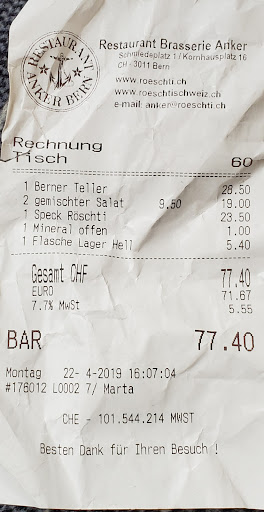 RESTAURANT
ANKER BERN
Restaurant Brasserie Anker
Schmiedeplatz 1 / Kornhausplatz 16
CH - 3011 Bern
www.roeschti.ch
www.roeschtischweiz.ch
e-mail: anker@roeschti.ch
Rechnung
Tisch 60
1 Berner Teller 28.50
2 gemischter Salat 9.50 19.00
1 Speck Röschti 23.50
1 Mineral offen 1.00
1 Flasche Lager Hell 5.40
Gesamt CHF 77.40
EURO 71.67
7.7% MwSt 5.55
BAR 77.40
Montag 22- 4-2019 16:07:04
#176012 L0002 7/ Marta
CHE - 101.544.214 MWST
Besten Dank für Ihren Besuch !